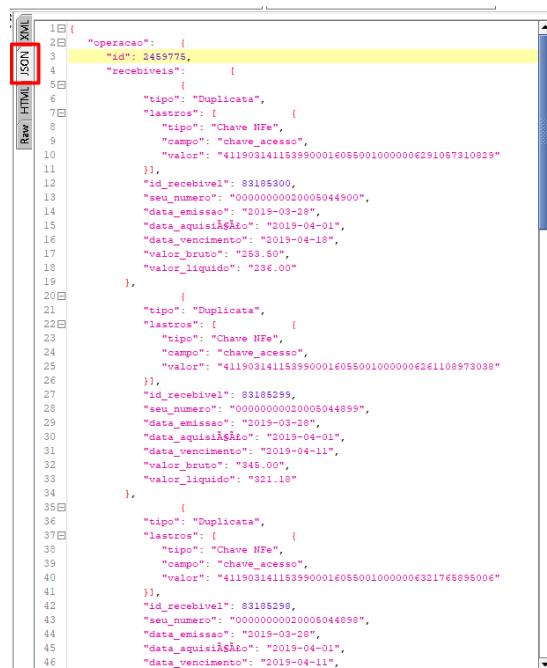 XML
JSON
HTML
Raw
1 {
2 "operacao": {
3 "id": 2459775,
4 "recebiveis": [
5 {
6 "tipo": "Duplicata",
7 "lastros": [ {
8 "tipo": "Chave NFe",
9 "campo": "chave_acesso",
10 "valor": "41190314115399000160550010000006291057310829"
11 }],
12 "id_recebivel": 83185300,
13 "seu_numero": "00000000020005044900",
14 "data_emissao": "2019-03-28",
15 "data_aquisiÃ§Ã£o": "2019-04-01",
16 "data_vencimento": "2019-04-18",
17 "valor_bruto": "253.50",
18 "valor_liquido": "236.00"
19 },
20 {
21 "tipo": "Duplicata",
22 "lastros": [ {
23 "tipo": "Chave NFe",
24 "campo": "chave_acesso",
25 "valor": "41190314115399000160550010000006261108973038"
26 }],
27 "id_recebivel": 83185299,
28 "seu_numero": "00000000020005044899",
29 "data_emissao": "2019-03-28",
30 "data_aquisiÃ§Ã£o": "2019-04-01",
31 "data_vencimento": "2019-04-11",
32 "valor_bruto": "345.00",
33 "valor_liquido": "321.18"
34 },
35 {
36 "tipo": "Duplicata",
37 "lastros": [ {
38 "tipo": "Chave NFe",
39 "campo": "chave_acesso",
40 "valor": "41190314115399000160550010000006321765895006"
41 }],
42 "id_recebivel": 83185298,
43 "seu_numero": "00000000020005044898",
44 "data_emissao": "2019-03-28",
45 "data_aquisiÃ§Ã£o": "2019-04-01",
46 "data_vencimento": "2019-04-11",